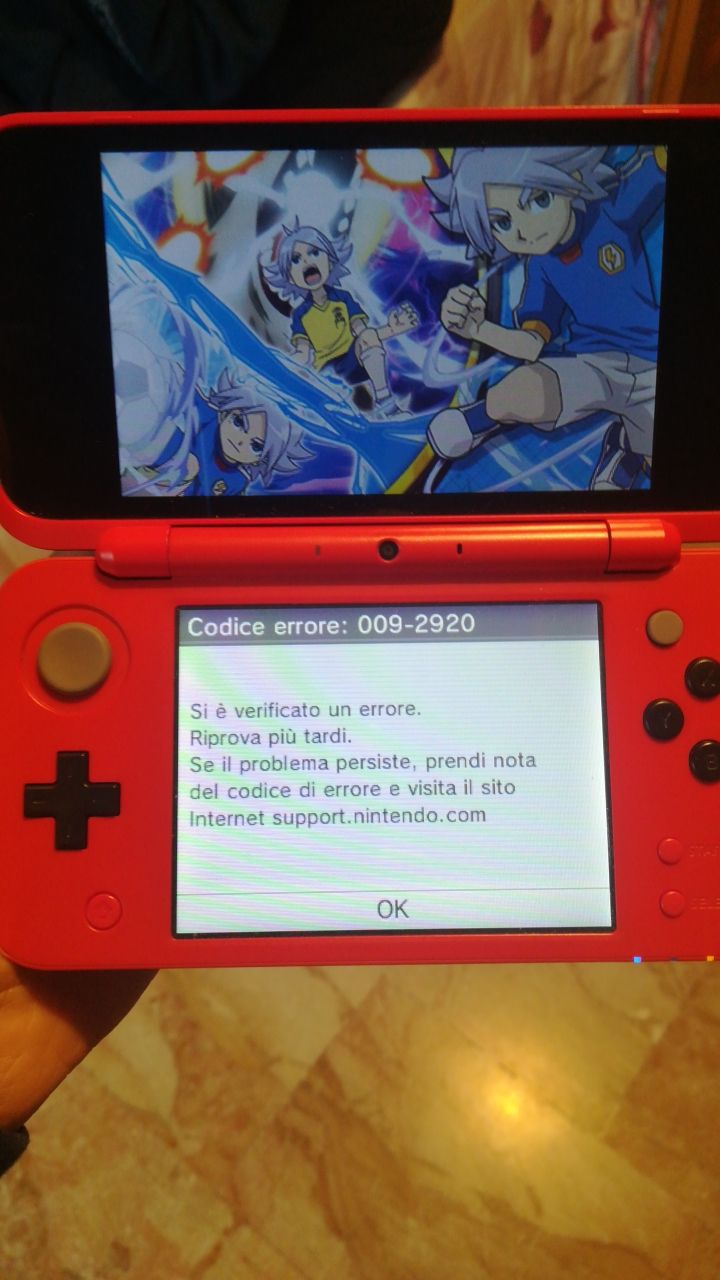 Codice errore: 009-2920
Si è verificato un errore.
Riprova più tardi.
Se il problema persiste, prendi nota
del codice di errore e visita il sito
Internet support.nintendo.com
OK
X
Y
B